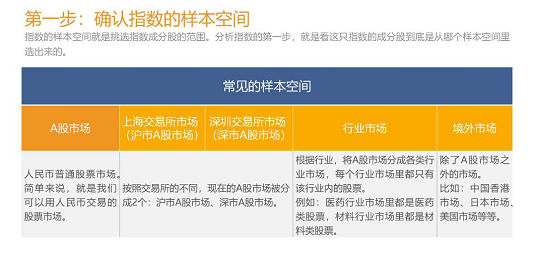 第一步：确认指数的样本空间
指数的样本空间就是挑选指数成分股的范围。分析指数的第一步，就是看这只指数的成分股到底是从哪个样本空间里
选出来的。
常见的样本空间
A股市场
上海交易所市场
（沪市A股市场）
深圳交易所市场
（深市A股市场）
行业市场
境外市场
人民币普通股票市场。
简单来说，就是我们
可以用人民币交易的
股票市场。
按照交易所的不同，现在的A股市场被分
成2个：沪市A股市场、深市A股市场。
根据行业，将A股市场分成各类行
业市场，每个行业市场里都只有
该行业内的股票。
例如：医药行业市场里都是医药
类股票，材料行业市场里都是材
料类股票。
除了A股市场之
外的市场。
比如：中国香港
市场、日本市场、
美国市场等等。